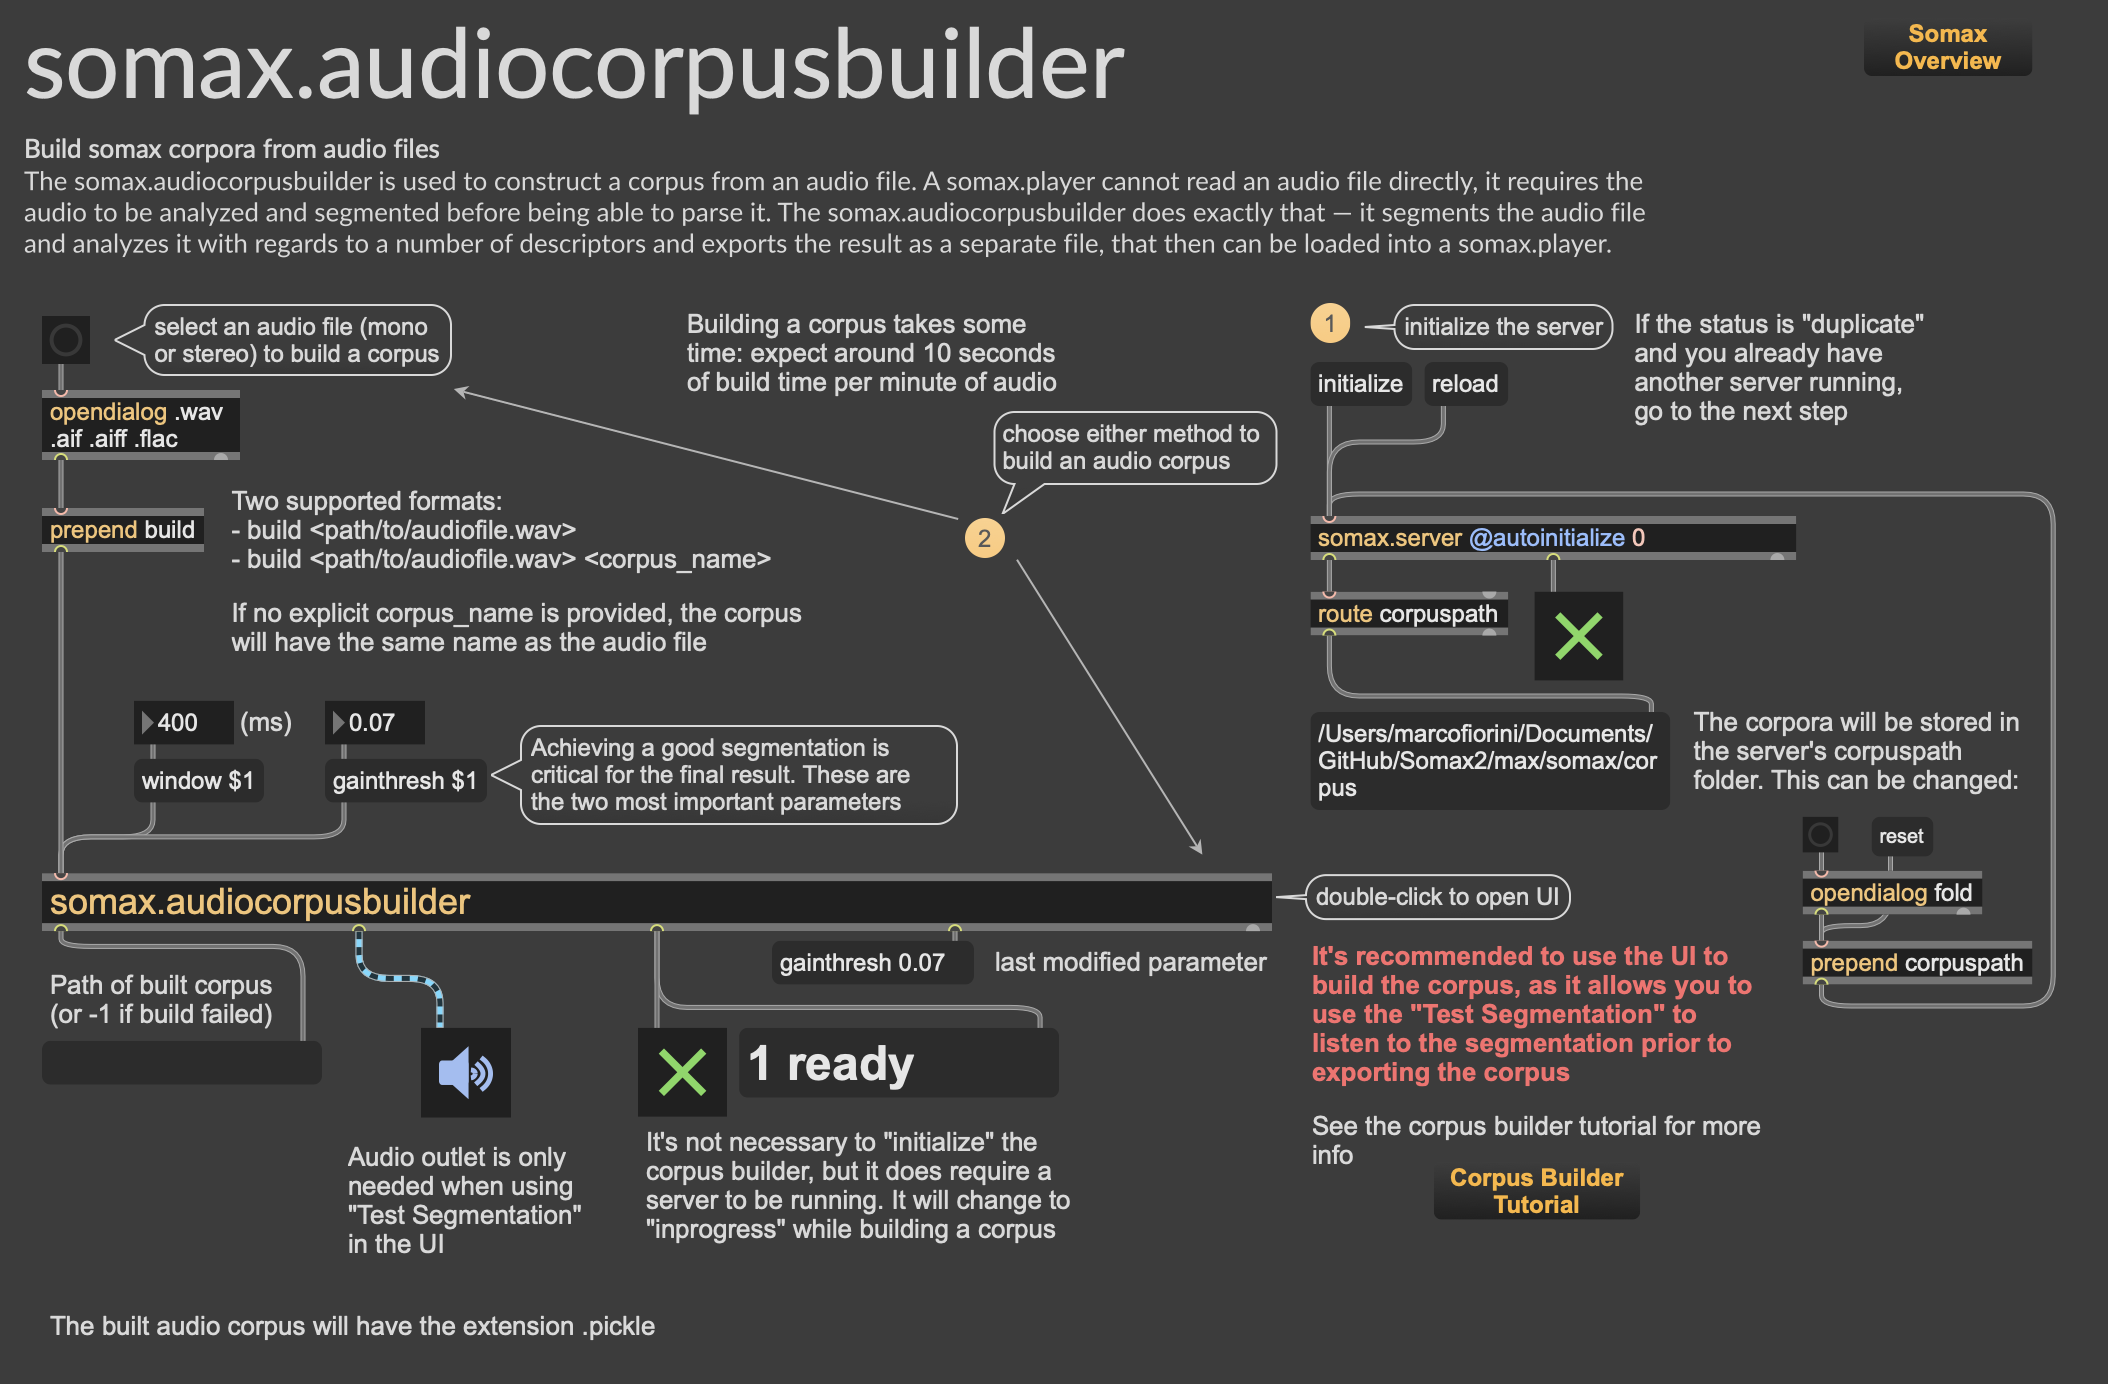 somax.audiocorpusbuilder
Somax
Overview
Build somax corpora from audio files
The somax.audiocorpusbuilder is used to construct a corpus from an audio file. A somax.player cannot read an audio file directly, it requires the
audio to be analyzed and segmented before being able to parse it. The somax.audiocorpusbuilder does exactly that — it segments the audio file
and analyzes it with regards to a number of descriptors and exports the result as a separate file, that then can be loaded into a somax.player.
select an audio file (mono
or stereo) to build a corpus
opendialog .wav
.aif .aiff .flac
prepend build
Two supported formats:
- build <path/to/audiofile.wav>
- build <path/to/audiofile.wav> <corpus_name>
If no explicit corpus_name is provided, the corpus
will have the same name as the audio file
Building a corpus takes some
time: expect around 10 seconds
of build time per minute of audio
choose either method to
build an audio corpus
2
1
initialize the server
If the status is "duplicate"
and you already have
another server running,
go to the next step
initialize
reload
somax.server @autoinitialize 0
route corpuspath
/Users/marcofiorini/Documents/
GitHub/Somax2/max/somax/cor
pus
The corpora will be stored in
the server's corpuspath
folder. This can be changed:
reset
opendialog fold
prepend corpuspath
400
(ms)
0.07
window $1
gainthresh $1
Achieving a good segmentation is
critical for the final result. These are
the two most important parameters
somax.audiocorpusbuilder
double-click to open UI
Path of built corpus
(or -1 if build failed)
gainthresh 0.07
last modified parameter
1 ready
Audio outlet is only
needed when using
"Test Segmentation"
in the UI
It's not necessary to "initialize" the
corpus builder, but it does require a
server to be running. It will change to
"inprogress" while building a corpus
It's recommended to use the UI to
build the corpus, as it allows you to
use the "Test Segmentation" to
listen to the segmentation prior to
exporting the corpus
See the corpus builder tutorial for more
info
Corpus Builder
Tutorial
The built audio corpus will have the extension .pickle